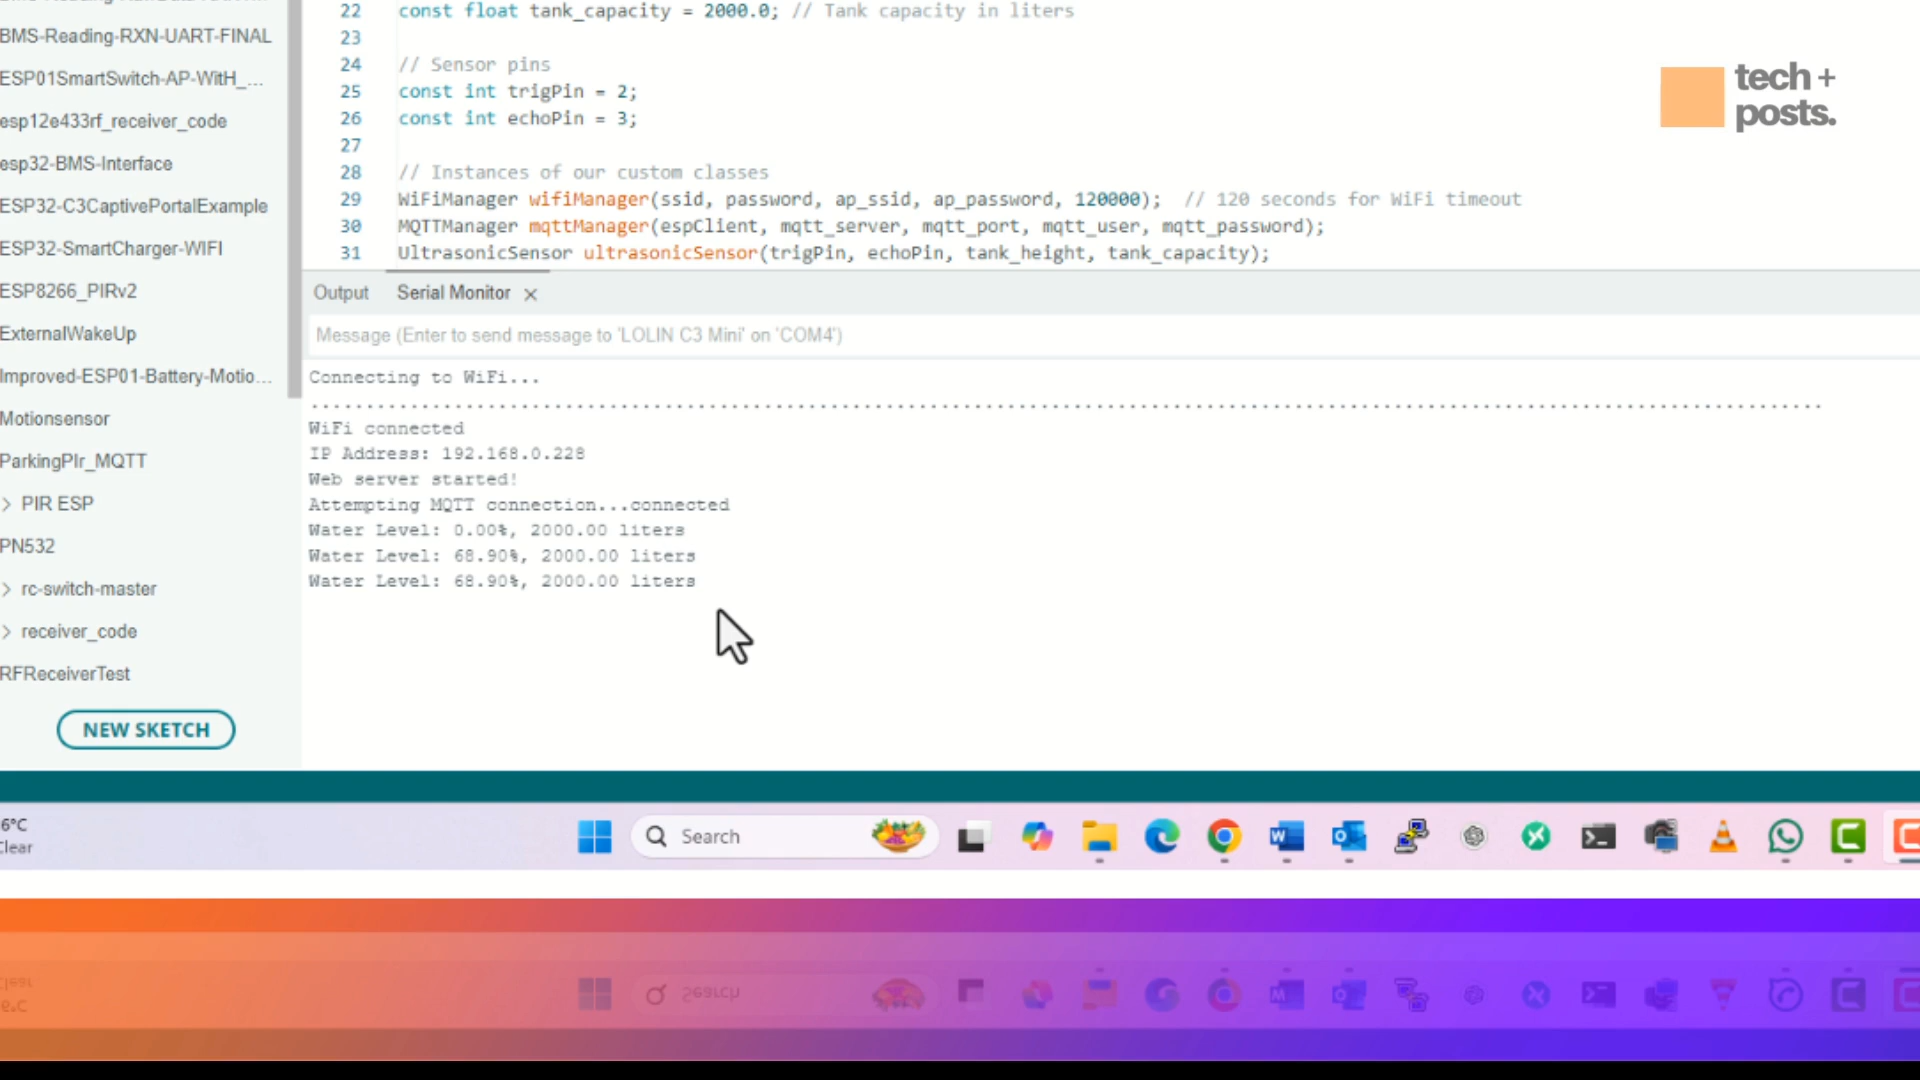 BMS-Reading-RXN-UART-FINAL
ESP01SmartSwitch-AP-WitH_...
esp12e433rf_receiver_code
esp32-BMS-Interface
ESP32-C3CaptivePortalExample
ESP32-SmartCharger-WIFI
ESP8266_PIRv2
ExternalWakeUp
Improved-ESP01-Battery-Motio...
Motionsensor
ParkingPIr_MQTT
> PIR ESP
PN532
> rc-switch-master
> receiver_code
RFReceiverTest
NEW SKETCH
22 const float tank_capacity = 2000.0; // Tank capacity in liters
23
24 // Sensor pins
25 const int trigPin = 2;
26 const int echoPin = 3;
27
28 // Instances of our custom classes
29 WiFiManager wifiManager(ssid, password, ap_ssid, ap_password, 120000); // 120 seconds for WiFi timeout
30 MQTTManager mqttManager(espClient, mqtt_server, mqtt_port, mqtt_user, mqtt_password);
31 UltrasonicSensor ultrasonicSensor(trigPin, echoPin, tank_height, tank_capacity);
tech+
posts.
Output Serial Monitor ×
Message (Enter to send message to 'LOLIN C3 Mini' on 'COM4')
Connecting to WiFi...
WiFi connected
IP Address: 192.168.0.228
Web server started!
Attempting MQTT connection...connected
Water Level: 0.00%, 2000.00 liters
Water Level: 68.90%, 2000.00 liters
Water Level: 68.90%, 2000.00 liters
6°C
Clear
Search